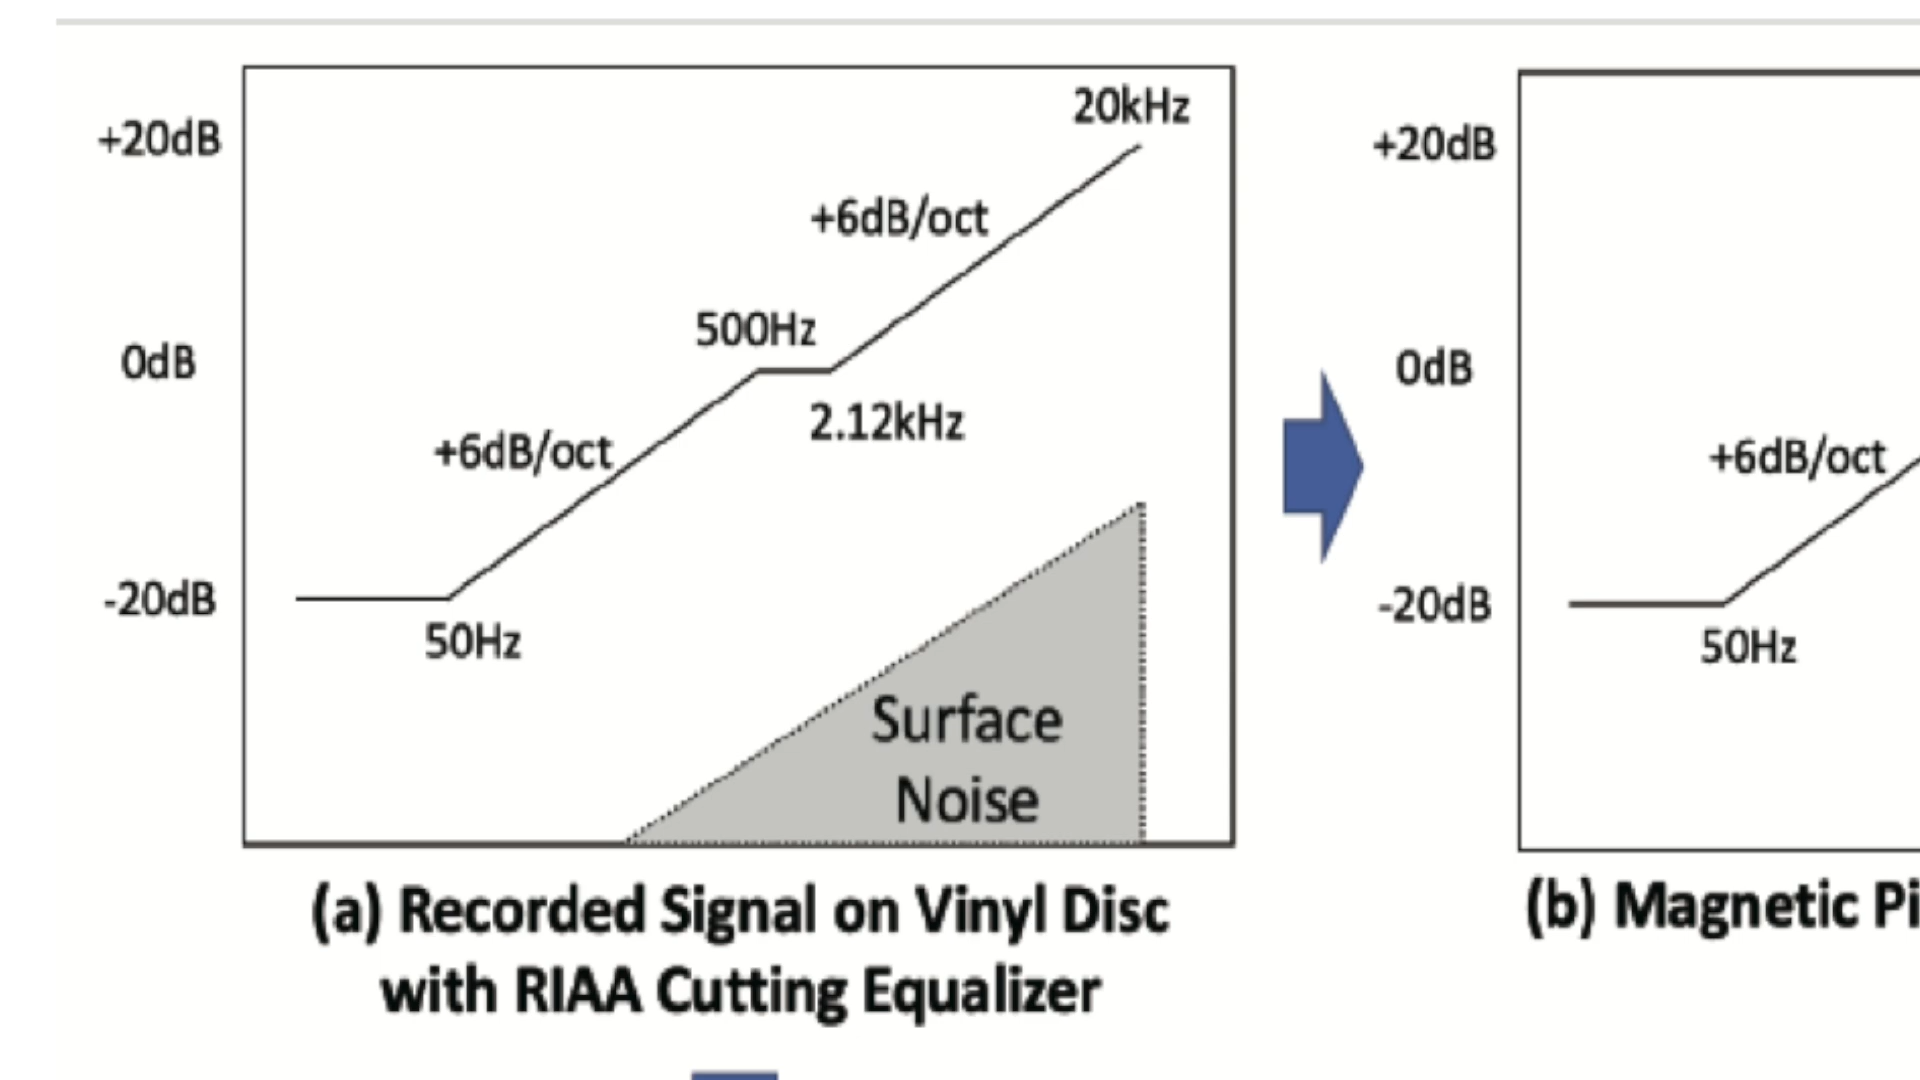 20kHz
+20dB
+6dB/oct
500Hz
0dB
2.12kHz
+6dB/oct
-20dB
50Hz
Surface
Noise
(a) Recorded Signal on Vinyl Disc
with RIAA Cutting Equalizer
+20dB
0dB
+6dB/oct
-20dB
50Hz
(b) Magnetic Pi